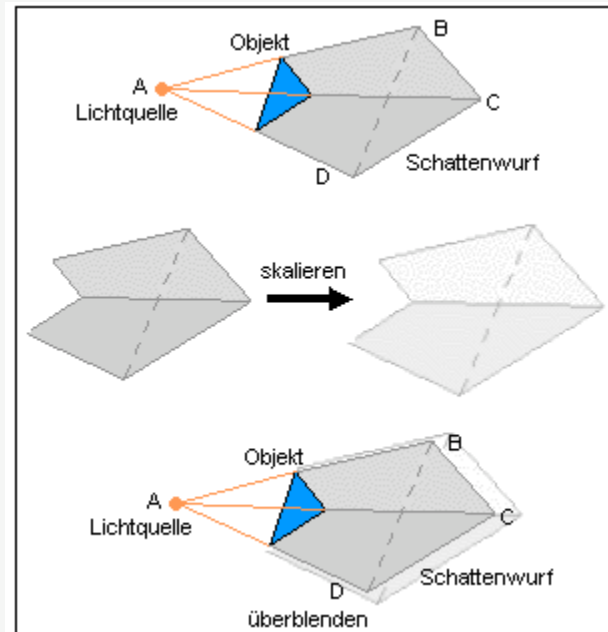 Objekt
B
A
Lichtquelle
C
D
Schattenwurf
skalieren
Objekt
B
A
Lichtquelle
C
D
Schattenwurf
überblenden